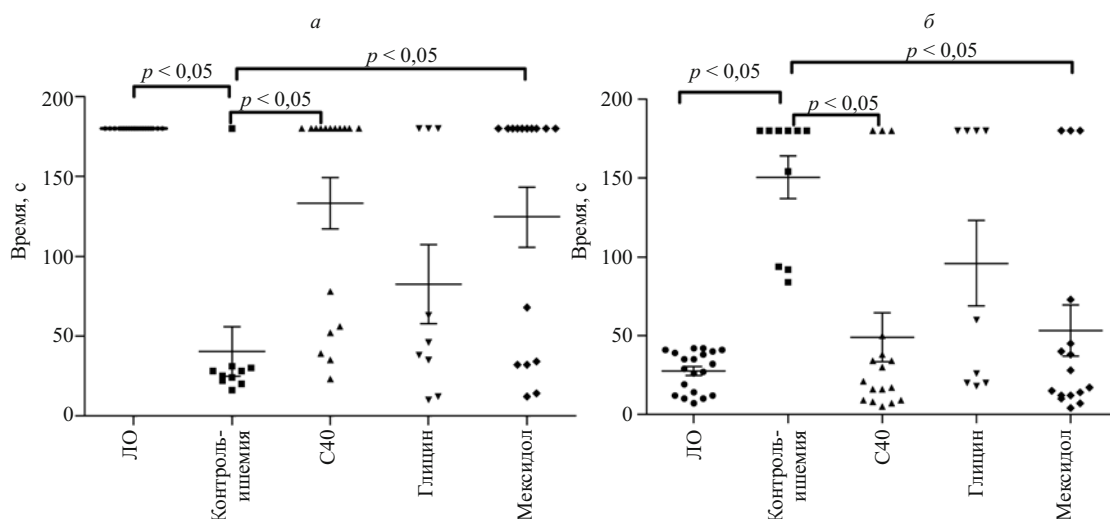 а
p < 0,05
p < 0,05
p < 0,05
Время, с
200
150
100
50
0
ЛО
Контроль-
ишемия
С40
Глицин
Мексидол
б
p < 0,05
p < 0,05
p < 0,05
Время, с
200
150
100
50
0
ЛО
Контроль-
ишемия
С40
Глицин
Мексидол